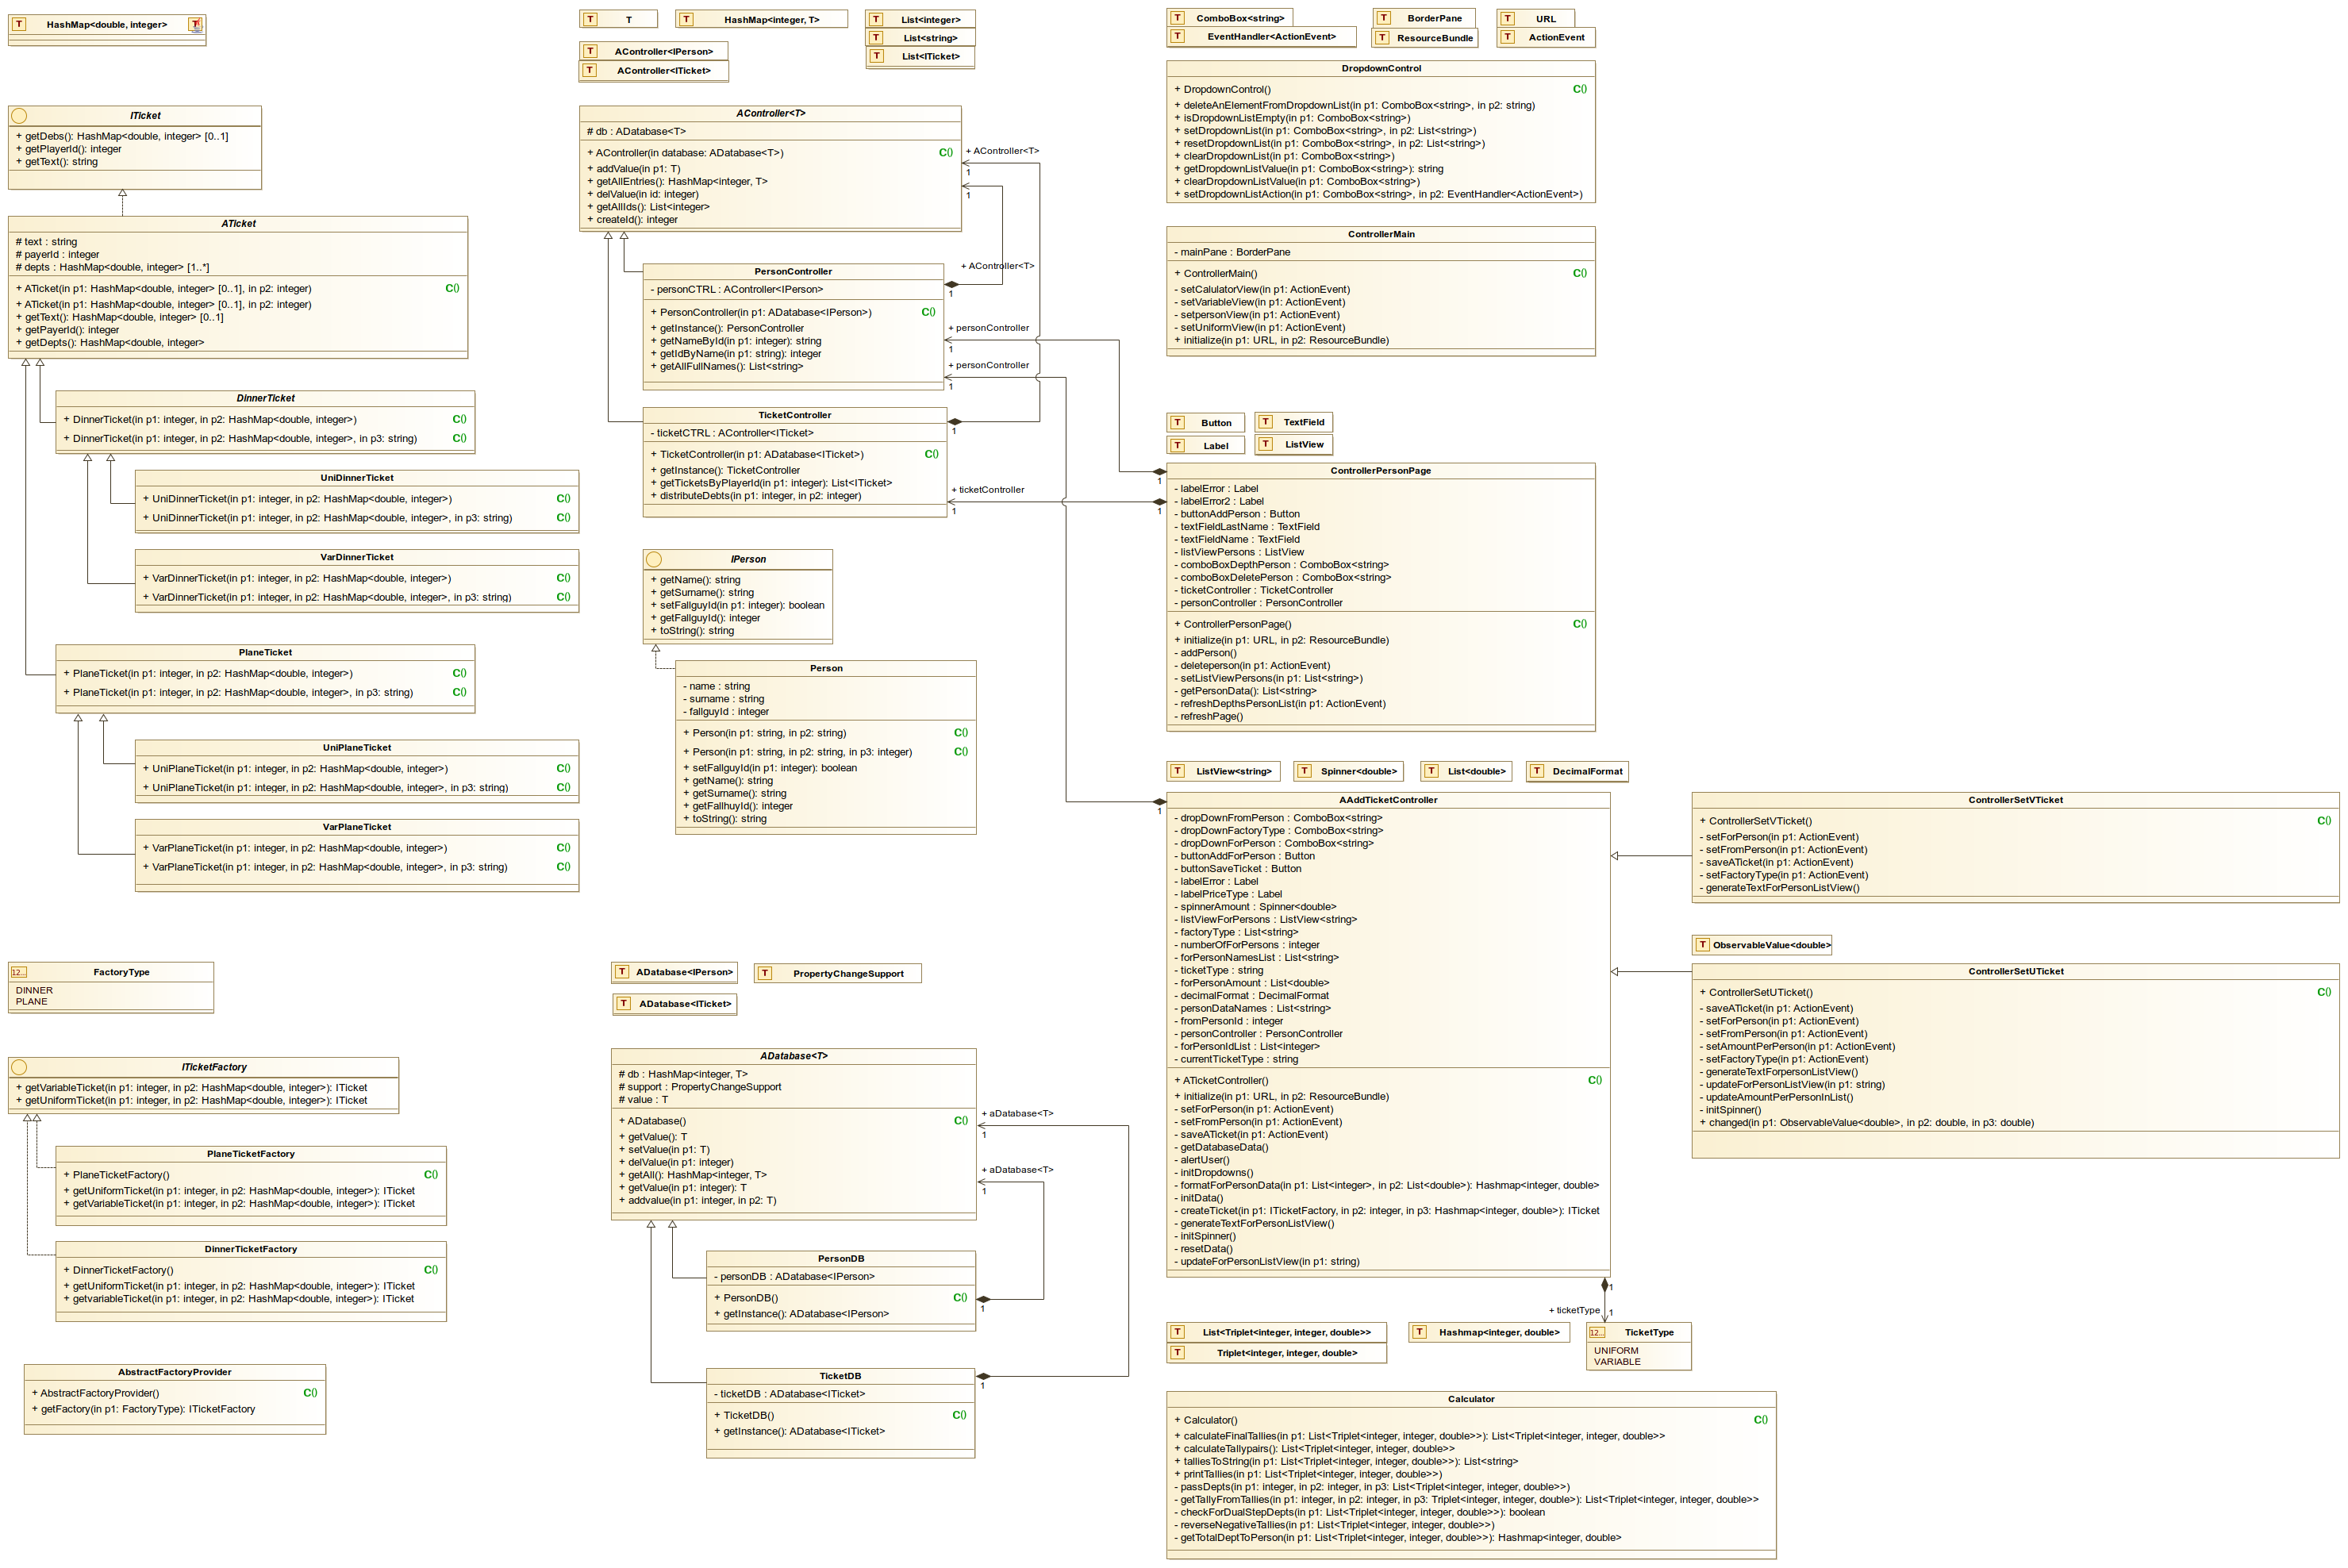 HashMap<double, integer>
ITicket
+ getDebs(): HashMap<double, integer> [0..1]
+ getPlayerId(): integer
+ getText(): string
ATicket
# text : string
# payerId : integer
# depts : HashMap<double, integer> [1..*]
+ ATicket(in p1: HashMap<double, integer> [0..1], in p2: integer) C()
+ ATicket(in p1: HashMap<double, integer> [0..1], in p2: integer)
+ getText(): HashMap<double, integer> [0..1]
+ getPayerId(): integer
+ getDepts(): HashMap<double, integer>
DinnerTicket
+ DinnerTicket(in p1: integer, in p2: HashMap<double, integer>) C()
+ DinnerTicket(in p1: integer, in p2: HashMap<double, integer>, in p3: string) C()
UniDinnerTicket
+ UniDinnerTicket(in p1: integer, in p2: HashMap<double, integer>) C()
+ UniDinnerTicket(in p1: integer, in p2: HashMap<double, integer>, in p3: string) C()
VarDinnerTicket
+ VarDinnerTicket(in p1: integer, in p2: HashMap<double, integer>) C()
+ VarDinnerTicket(in p1: integer, in p2: HashMap<double, integer>, in p3: string) C()
PlaneTicket
+ PlaneTicket(in p1: integer, in p2: HashMap<double, integer>) C()
+ PlaneTicket(in p1: integer, in p2: HashMap<double, integer>, in p3: string) C()
UniPlaneTicket
+ UniPlaneTicket(in p1: integer, in p2: HashMap<double, integer>) C()
+ UniPlaneTicket(in p1: integer, in p2: HashMap<double, integer>, in p3: string) C()
VarPlaneTicket
+ VarPlaneTicket(in p1: integer, in p2: HashMap<double, integer>) C()
+ VarPlaneTicket(in p1: integer, in p2: HashMap<double, integer>, in p3: string) C()
FactoryType
DINNER
PLANE
ITicketFactory
+ getVariableTicket(in p1: integer, in p2: HashMap<double, integer>): ITicket
+ getUniformTicket(in p1: integer, in p2: HashMap<double, integer>): ITicket
PlaneTicketFactory
+ PlaneTicketFactory() C()
+ getUniformTicket(in p1: integer, in p2: HashMap<double, integer>): ITicket
+ getVariableTicket(in p1: integer, in p2: HashMap<double, integer>): ITicket
DinnerTicketFactory
+ DinnerTicketFactory() C()
+ getUniformTicket(in p1: integer, in p2: HashMap<double, integer>): ITicket
+ getvariableTicket(in p1: integer, in p2: HashMap<double, integer>): ITicket
AbstractFactoryProvider
+ AbstractFactoryProvider() C()
+ getFactory(in p1: FactoryType): ITicketFactory
T T
T HashMap<integer, T>
T List<integer>
T List<string>
T List<ITicket>
T AController<IPerson>
T AController<ITicket>
AController<T>
# db : ADatabase<T>
+ AController(in database: ADatabase<T>) C()
+ addValue(in p1: T)
+ getAllEntries(): HashMap<integer, T>
+ delValue(in id: integer)
+ getAllIds(): List<integer>
+ createId(): integer
+ AController<T>
1
1
+ AController<T>
PersonController
- personCTRL : AController<IPerson>
1
+ PersonController(in p1: ADatabase<IPerson>) C()
+ getInstance(): PersonController
+ getNameById(in p1: integer): string
+ getIdByName(in p1: string): integer
+ getAllFullNames(): List<string>
+ personController
1
+ personController
1
TicketController
- ticketCTRL : AController<ITicket>
1
+ TicketController(in p1: ADatabase<ITicket>) C()
+ getInstance(): TicketController
+ getTicketsByPlayerId(in p1: integer): List<ITicket>
+ distributeDebts(in p1: integer, in p2: integer)
+ ticketController
1
IPerson
+ getName(): string
+ getSurname(): string
+ setFallguyId(in p1: integer): boolean
+ getFallguyId(): integer
+ toString(): string
Person
- name : string
- surname : string
- fallguyId : integer
+ Person(in p1: string, in p2: string) C()
+ Person(in p1: string, in p2: string, in p3: integer) C()
+ setFallguyId(in p1: integer): boolean
+ getName(): string
+ getSurname(): string
+ getFallhuyId(): integer
+ toString(): string
T ADatabase<IPerson>
T PropertyChangeSupport
T ADatabase<ITicket>
ADatabase<T>
# db : HashMap<integer, T>
# support : PropertyChangeSupport
# value : T
+ ADatabase() C()
+ getValue(): T
+ setValue(in p1: T)
+ delValue(in p1: integer)
+ getAll(): HashMap<integer, T>
+ getValue(in p1: integer): T
+ addvalue(in p1: integer, in p2: T)
+ aDatabase<T>
1
+ aDatabase<T>
1
PersonDB
- personDB : ADatabase<IPerson>
+ PersonDB() C()
+ getInstance(): ADatabase<IPerson>
1
TicketDB
- ticketDB : ADatabase<ITicket>
+ TicketDB() C()
+ getInstance(): ADatabase<ITicket>
1
T ComboBox<string>
T EventHandler<ActionEvent>
T BorderPane
T ResourceBundle
T URL
T ActionEvent
DropdownControl
+ DropdownControl() C()
+ deleteAnElementFromDropdownList(in p1: ComboBox<string>, in p2: string)
+ isDropdownListEmpty(in p1: ComboBox<string>)
+ setDropdownList(in p1: ComboBox<string>, in p2: List<string>)
+ resetDropdownList(in p1: ComboBox<string>, in p2: List<string>)
+ clearDropdownList(in p1: ComboBox<string>)
+ getDropdownListValue(in p1: ComboBox<string>): string
+ clearDropdownListValue(in p1: ComboBox<string>)
+ setDropdownListAction(in p1: ComboBox<string>, in p2: EventHandler<ActionEvent>)
ControllerMain
- mainPane : BorderPane
+ ControllerMain() C()
- setCalulatorView(in p1: ActionEvent)
- setVariableView(in p1: ActionEvent)
- setpersonView(in p1: ActionEvent)
- setUniformView(in p1: ActionEvent)
+ initialize(in p1: URL, in p2: ResourceBundle)
T Button
T TextField
T Label
T ListView
ControllerPersonPage
1
1
- labelError : Label
- labelError2 : Label
- buttonAddPerson : Button
- textFieldLastName : TextField
- textFieldName : TextField
- listViewPersons : ListView
- comboBoxDepthPerson : ComboBox<string>
- comboBoxDeletePerson : ComboBox<string>
- ticketController : TicketController
- personController : PersonController
+ ControllerPersonPage() C()
+ initialize(in p1: URL, in p2: ResourceBundle)
- addPerson()
- deleteperson(in p1: ActionEvent)
- setListViewPersons(in p1: List<string>)
- getPersonData(): List<string>
- refreshDepthsPersonList(in p1: ActionEvent)
- refreshPage()
T ListView<string>
T Spinner<double>
T List<double>
T DecimalFormat
AAddTicketController
1
- dropDownFromPerson : ComboBox<string>
- dropDownFactoryType : ComboBox<string>
- dropDownForPerson : ComboBox<string>
- buttonAddForPerson : Button
- buttonSaveTicket : Button
- labelError : Label
- labelPriceType : Label
- spinnerAmount : Spinner<double>
- listViewForPersons : ListView<string>
- factoryType : List<string>
- numberOfForPersons : integer
- forPersonNamesList : List<string>
- ticketType : string
- forPersonAmount : List<double>
- decimalFormat : DecimalFormat
- personDataNames : List<string>
- fromPersonId : integer
- personController : PersonController
- forPersonIdList : List<integer>
- currentTicketType : string
+ ATicketController() C()
+ initialize(in p1: URL, in p2: ResourceBundle)
- setForPerson(in p1: ActionEvent)
- setFromPerson(in p1: ActionEvent)
- saveATicket(in p1: ActionEvent)
- getDatabaseData()
- alertUser()
- initDropdowns()
- formatForPersonData(in p1: List<integer>, in p2: List<double>): Hashmap<integer, double>
- initData()
- createTicket(in p1: ITicketFactory, in p2: integer, in p3: Hashmap<integer, double>): ITicket
- generateTextForPersonListView()
- initSpinner()
- resetData()
- updateForPersonListView(in p1: string)
1
+ ticketType 1
T List<Triplet<integer, integer, double>>
T Triplet<integer, integer, double>
T Hashmap<integer, double>
TicketType
UNIFORM
VARIABLE
Calculator
+ Calculator() C()
+ calculateFinalTallies(in p1: List<Triplet<integer, integer, double>>): List<Triplet<integer, integer, double>>
+ calculateTallypairs(): List<Triplet<integer, integer, double>>
+ talliesToString(in p1: List<Triplet<integer, integer, double>>): List<string>
+ printTallies(in p1: List<Triplet<integer, integer, double>>)
- passDepts(in p1: integer, in p2: integer, in p3: List<Triplet<integer, integer, double>>)
- getTallyFromTallies(in p1: integer, in p2: integer, in p3: Triplet<integer, integer, double>): List<Triplet<integer, integer, double>>
- checkForDualStepDepts(in p1: List<Triplet<integer, integer, double>>): boolean
- reverseNegativeTallies(in p1: List<Triplet<integer, integer, double>>)
- getTotalDeptToPerson(in p1: List<Triplet<integer, integer, double>>): Hashmap<integer, double>
ControllerSetVTicket
+ ControllerSetVTicket() C()
- setForPerson(in p1: ActionEvent)
- setFromPerson(in p1: ActionEvent)
- saveATicket(in p1: ActionEvent)
- setFactoryType(in p1: ActionEvent)
- generateTextForPersonListView()
T ObservableValue<double>
ControllerSetUTicket
+ ControllerSetUTicket() C()
- saveATicket(in p1: ActionEvent)
- setForPerson(in p1: ActionEvent)
- setFromPerson(in p1: ActionEvent)
- setAmountPerPerson(in p1: ActionEvent)
- setFactoryType(in p1: ActionEvent)
- generateTextForpersonListView()
- updateForPersonListView(in p1: string)
- updateAmountPerPersonInList()
- initSpinner()
+ changed(in p1: ObservableValue<double>, in p2: double, in p3: double)